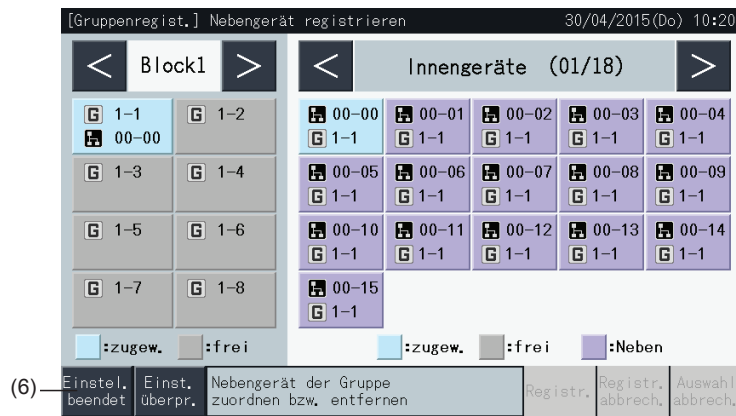 [Gruppenregist.] Nebengerät registrieren 30/04/2015(Do) 10:20
< Block1 > < Innengeräte (01/18) >
G 1-1 G 1-2
00-00
G 1-3 G 1-4
G 1-5 G 1-6
G 1-7 G 1-8
:zugew. :frei
00-00 00-01 00-02 00-03 00-04
G 1-1 G 1-1 G 1-1 G 1-1 G 1-1
00-05 00-06 00-07 00-08 00-09
G 1-1 G 1-1 G 1-1 G 1-1 G 1-1
00-10 00-11 00-12 00-13 00-14
G 1-1 G 1-1 G 1-1 G 1-1 G 1-1
00-15
G 1-1
:zugew. :frei :Neben
(6)
Einstel. beendet
Einst. überpr.
Nebengerät der Gruppe
zuordnen bzw. entfernen
Registr.
Registr. abbrech.
Auswahl abbrech.